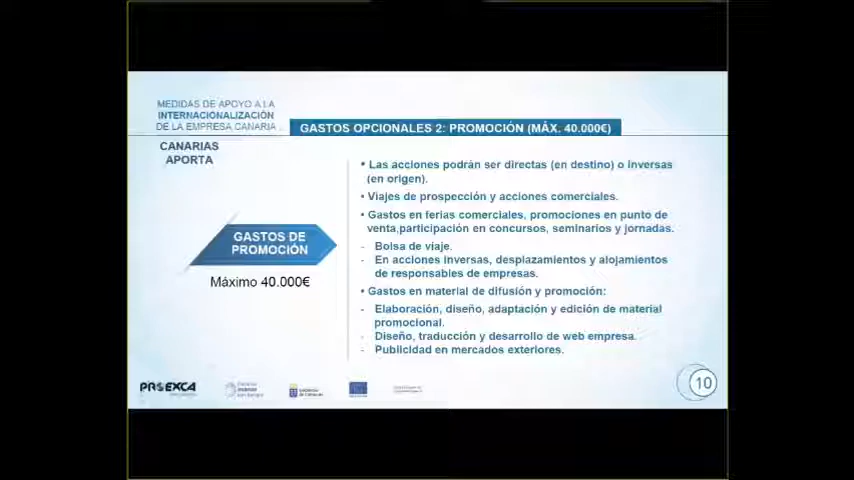 MEDIDAS DE APOYO A LA
INTERNACIONALIZACIÓN
DE LA EMPRESA CANARIA
GASTOS OPCIONALES 2: PROMOCIÓN (MÁX. 40.000€)
CANARIAS
APORTA
• Las acciones podrán ser directas (en destino) o inversas
(en origen).
• Viajes de prospección y acciones comerciales.
• Gastos en ferias comerciales, promociones en punto de
venta,participación en concursos, seminarios y jornadas.
- Bolsa de viaje.
- En acciones inversas, desplazamientos y alojamientos
de responsables de empresas.
• Gastos en material de difusión y promoción:
- Elaboración, diseño, adaptación y edición de material
promocional.
- Diseño, traducción y desarrollo de web empresa.
- Publicidad en mercados exteriores.
GASTOS DE
PROMOCIÓN
Máximo 40.000€
PROEXCA
10